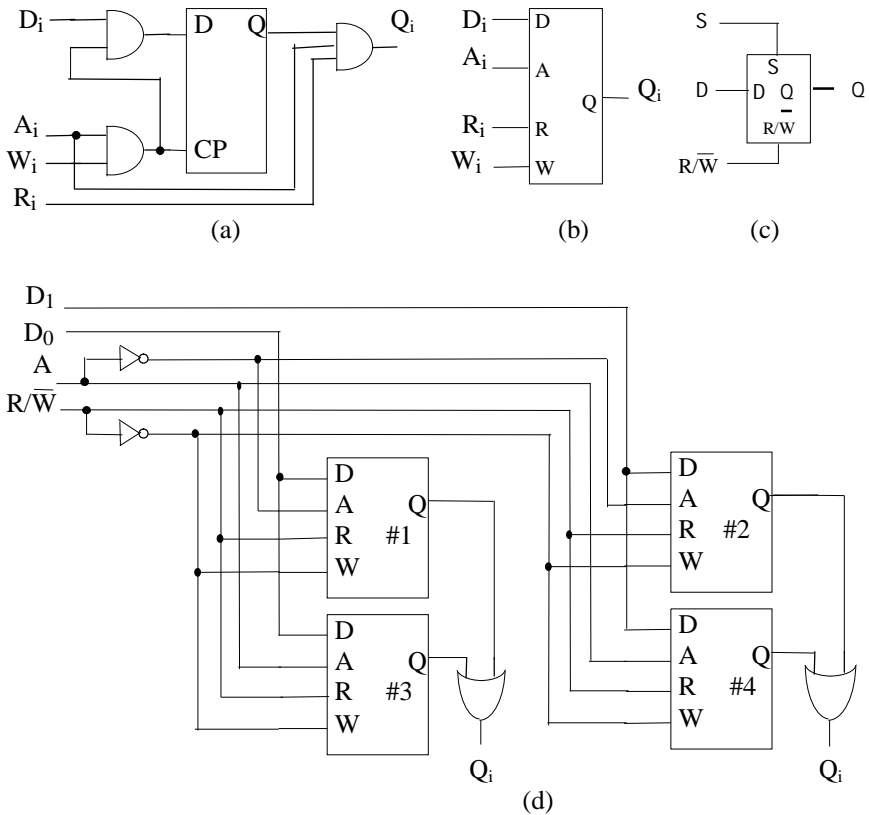 Dᵢ
D Q
Qᵢ
Aᵢ
Wᵢ
CP
Rᵢ
(a)
Dᵢ
D
Aᵢ
A
Q
Qᵢ
Rᵢ
R
Wᵢ
W
(b)
S
S
D
D Q
Q
R/W̅
R/W̅
(c)
D₁
D₀
A
R/W̅
D
A
Q
R
#1
W
D
A
Q
R
#2
W
D
A
Q
R
#3
W
D
A
Q
R
#4
W
Qᵢ
Qᵢ
(d)